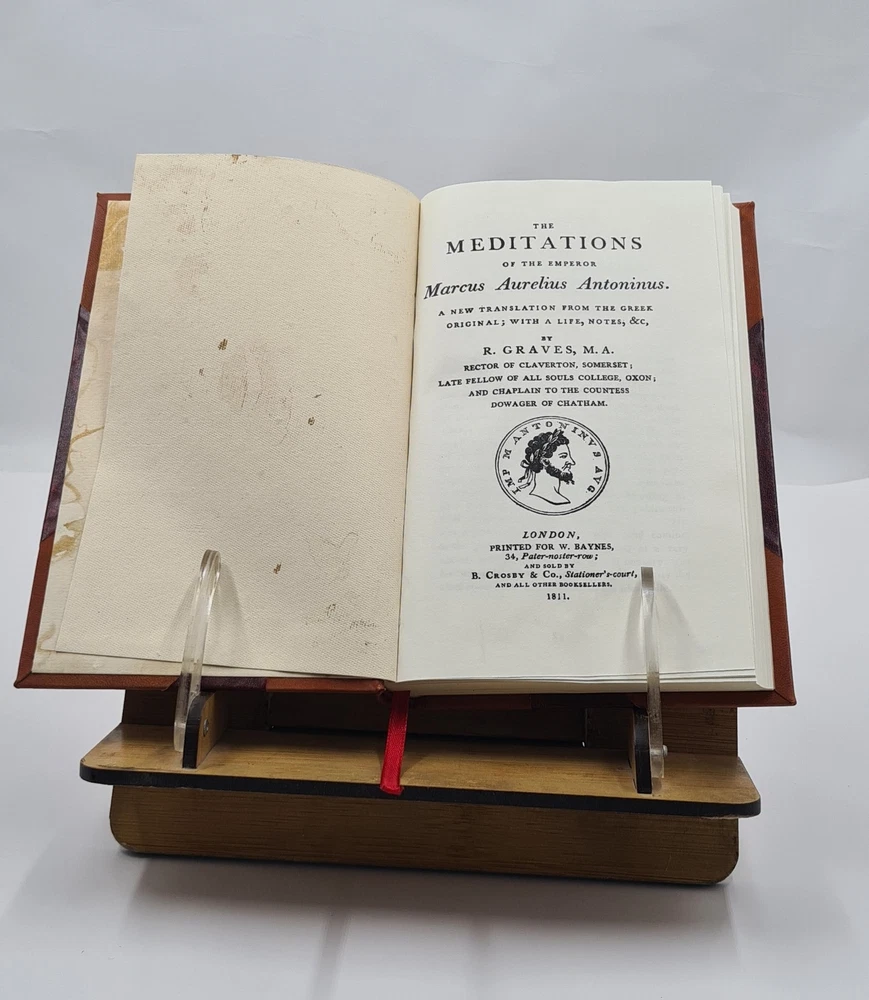 THE
MEDITATIONS
OF THE EMPEROR
Marcus Aurelius Antoninus.
A NEW TRANSLATION FROM THE GREEK
ORIGINAL; WITH A LIFE, NOTES, &c,
BY
R. GRAVES, M.A.
RECTOR OF CLAVERTON, SOMERSET;
LATE FELLOW OF ALL SOULS COLLEGE, OXON;
AND CHAPLAIN TO THE COUNTESS
DOWAGER OF CHATHAM.
IMP M ANTONINVS AVG
LONDON,
PRINTED FOR W. BAYNES,
34, Pater-noster-row;
AND SOLD BY
B. CROSBY & Co., Stationer's-court,
AND ALL OTHER BOOKSELLERS.
1811.